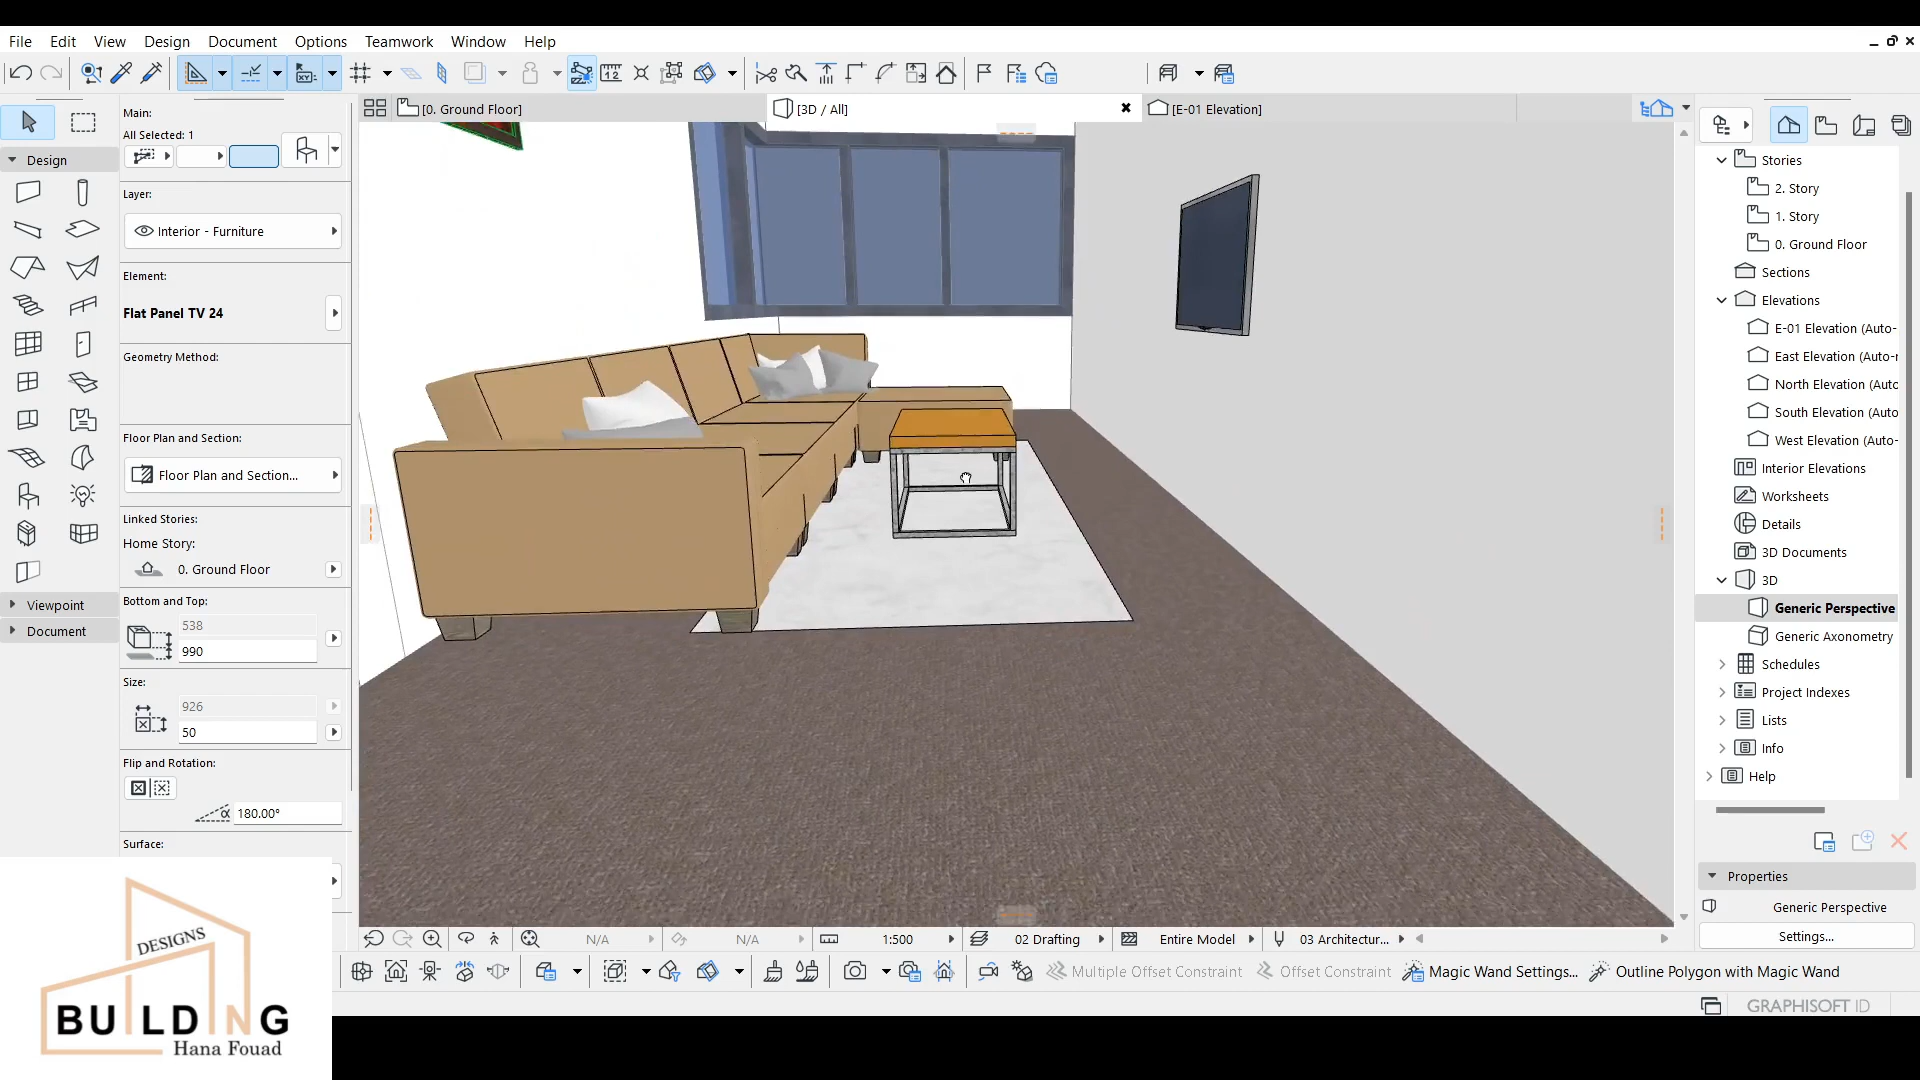 File Edit View Design Document Options Teamwork Window Help
Main:
All Selected: 1
Design
Layer:
Interior - Furniture
Element:
Flat Panel TV 24
Geometry Method:
Floor Plan and Section:
Floor Plan and Section...
Linked Stories:
Home Story:
0. Ground Floor
Viewpoint
Document
Bottom and Top:
538
990
Size:
926
50
Flip and Rotation:
α 180.00°
Surface:
[0. Ground Floor]
[3D / All]
[E-01 Elevation]
Stories
2. Story
1. Story
0. Ground Floor
Sections
Elevations
E-01 Elevation (Auto-
East Elevation (Auto-r
North Elevation (Auto
South Elevation (Auto
West Elevation (Auto-
Interior Elevations
Worksheets
Details
3D Documents
3D
Generic Perspective
Generic Axonometry
Schedules
Project Indexes
Lists
Info
Help
Properties
Generic Perspective
Settings...
N/A N/A 1:500 02 Drafting Entire Model 03 Architectur...
Multiple Offset Constraint Offset Constraint Magic Wand Settings... Outline Polygon with Magic Wand
GRAPHISOFT ID
DESIGNS
BUILDING
Hana Fouad